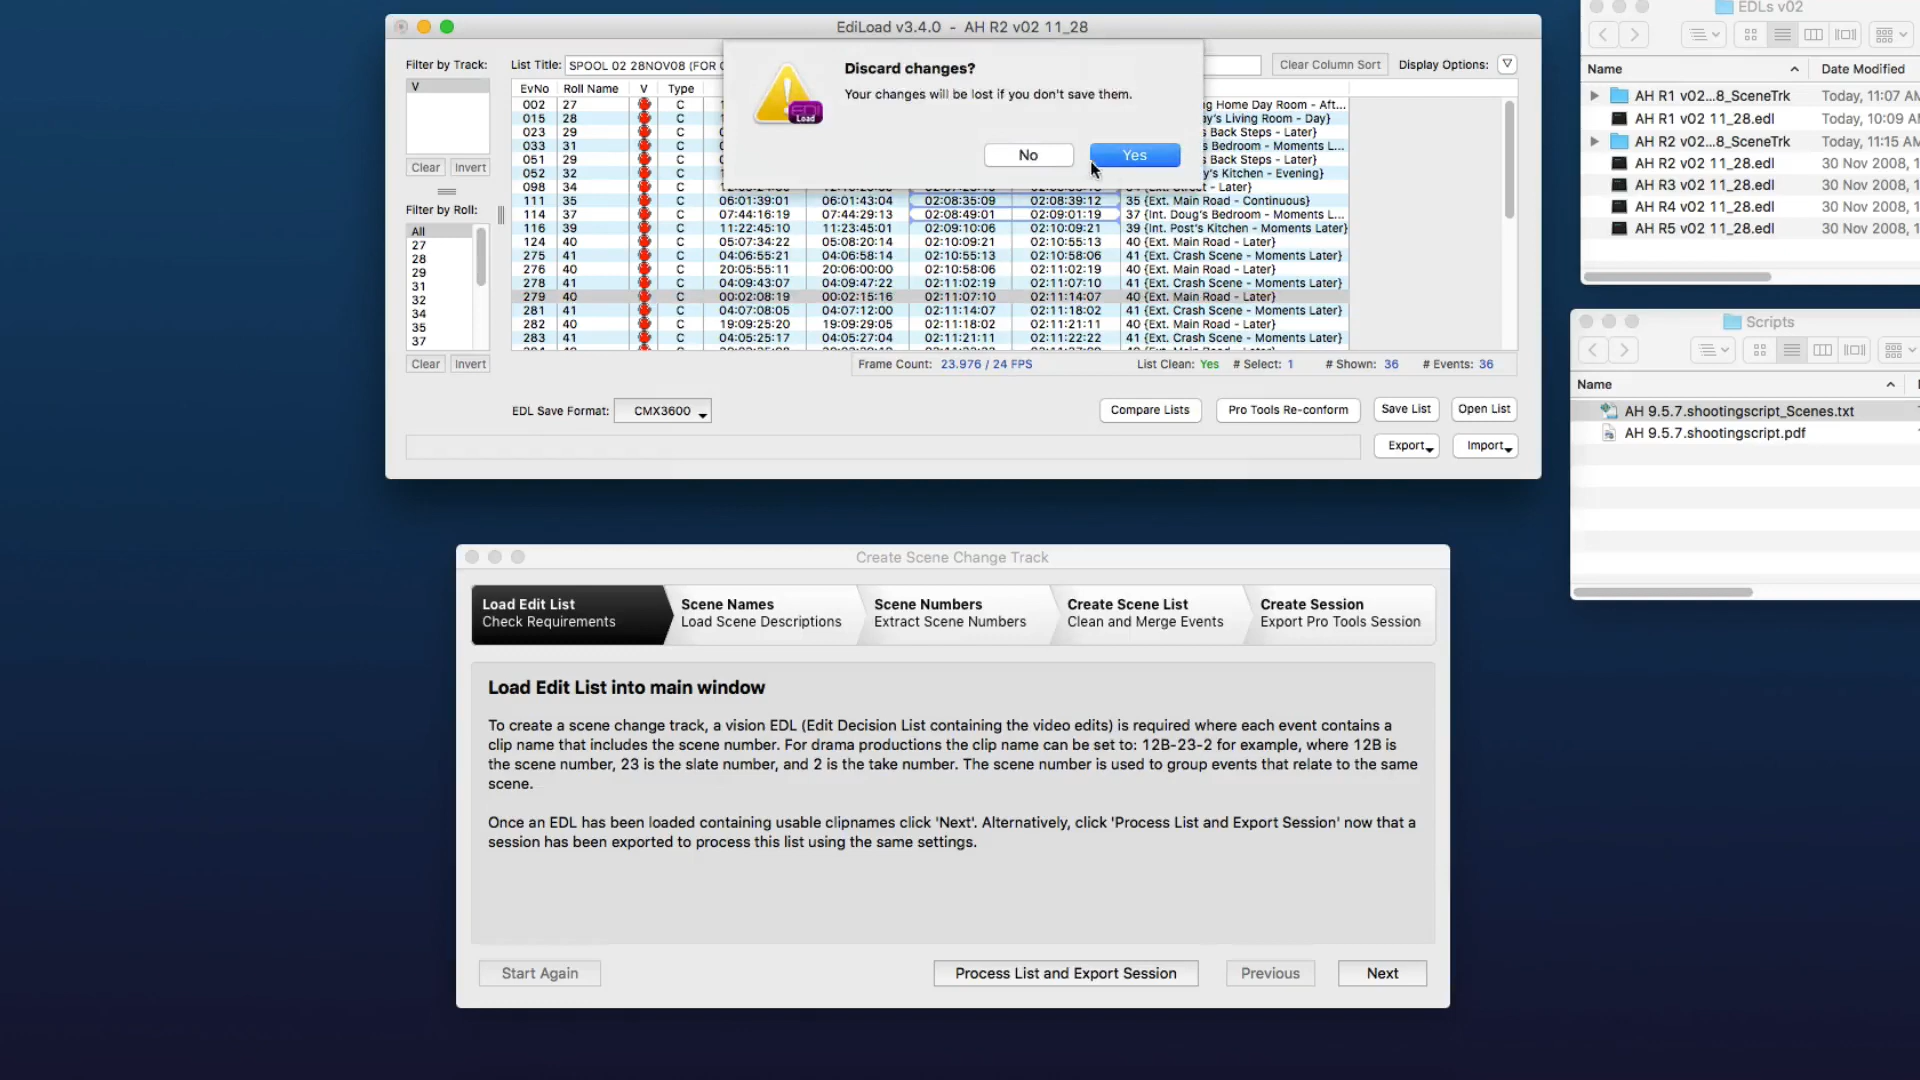 EdiLoad v3.4.0 - AH R2 v02 11_28
Filter by Track:
V
Clear
Invert
Filter by Roll:
All
27
28
29
31
32
34
35
37
Clear
Invert
List Title:
SPOOL 02 28NOV08 (FOR
Clear Column Sort
Display Options:
EvNo Roll Name V Type
002 27 C ng Home Day Room - Aft...
015 28 C y's Living Room - Day}
023 29 C Back Steps - Later}
033 31 C Bedroom - Moments L...
051 29 C Back Steps - Later}
052 32 C y's Kitchen - Evening}
098 34 C - Later}
111 35 C 06:01:39:01 06:01:43:04 02:08:35:09 02:08:39:12 35 {Ext. Main Road - Continuous}
114 37 C 07:44:16:19 07:44:29:13 02:08:49:01 02:09:01:19 37 {Int. Doug's Bedroom - Moments L...
116 39 C 11:22:45:10 11:23:45:01 02:09:10:06 02:10:09:21 39 {Int. Post's Kitchen - Moments Later}
124 40 C 05:07:34:22 05:08:20:14 02:10:09:21 02:10:55:13 40 {Ext. Main Road - Later}
275 41 C 04:06:55:21 04:06:58:14 02:10:55:13 02:10:58:06 41 {Ext. Crash Scene - Moments Later}
276 40 C 20:05:55:11 20:06:00:00 02:10:58:06 02:11:02:19 40 {Ext. Main Road - Later}
278 41 C 04:09:43:07 04:09:47:22 02:11:02:19 02:11:07:10 41 {Ext. Crash Scene - Moments Later}
279 40 C 00:02:08:19 00:02:15:16 02:11:07:10 02:11:14:07 40 {Ext. Main Road - Later}
281 41 C 04:07:08:05 04:07:12:00 02:11:14:07 02:11:18:02 41 {Ext. Crash Scene - Moments Later}
282 40 C 19:09:25:20 19:09:29:05 02:11:18:02 02:11:21:11 40 {Ext. Main Road - Later}
283 41 C 04:05:25:17 04:05:27:04 02:11:21:11 02:11:22:22 41 {Ext. Crash Scene - Moments Later}
Discard changes?
Your changes will be lost if you don't save them.
Load
No
Yes
Frame Count: 23.976 / 24 FPS
List Clean: Yes # Select: 1 # Shown: 36 # Events: 36
EDL Save Format: CMX3600
Compare Lists
Pro Tools Re-conform
Save List
Open List
Export
Import
EDLs v02
Name
Date Modified
AH R1 v02...8_SceneTrk Today, 11:07 AM
AH R1 v02 11_28.edl Today, 10:09 AM
AH R2 v02...8_SceneTrk Today, 11:15 AM
AH R2 v02 11_28.edl 30 Nov 2008, 1
AH R3 v02 11_28.edl 30 Nov 2008, 1
AH R4 v02 11_28.edl 30 Nov 2008, 1
AH R5 v02 11_28.edl 30 Nov 2008, 1
Scripts
Name
AH 9.5.7.shootingscript_Scenes.txt
AH 9.5.7.shootingscript.pdf
Create Scene Change Track
Load Edit List
Check Requirements
Scene Names
Load Scene Descriptions
Scene Numbers
Extract Scene Numbers
Create Scene List
Clean and Merge Events
Create Session
Export Pro Tools Session
Load Edit List into main window
To create a scene change track, a vision EDL (Edit Decision List containing the video edits) is required where each event contains a
clip name that includes the scene number. For drama productions the clip name can be set to: 12B-23-2 for example, where 12B is
the scene number, 23 is the slate number, and 2 is the take number. The scene number is used to group events that relate to the same
scene.
Once an EDL has been loaded containing usable clipnames click 'Next'. Alternatively, click 'Process List and Export Session' now that a
session has been exported to process this list using the same settings.
Start Again
Process List and Export Session
Previous
Next